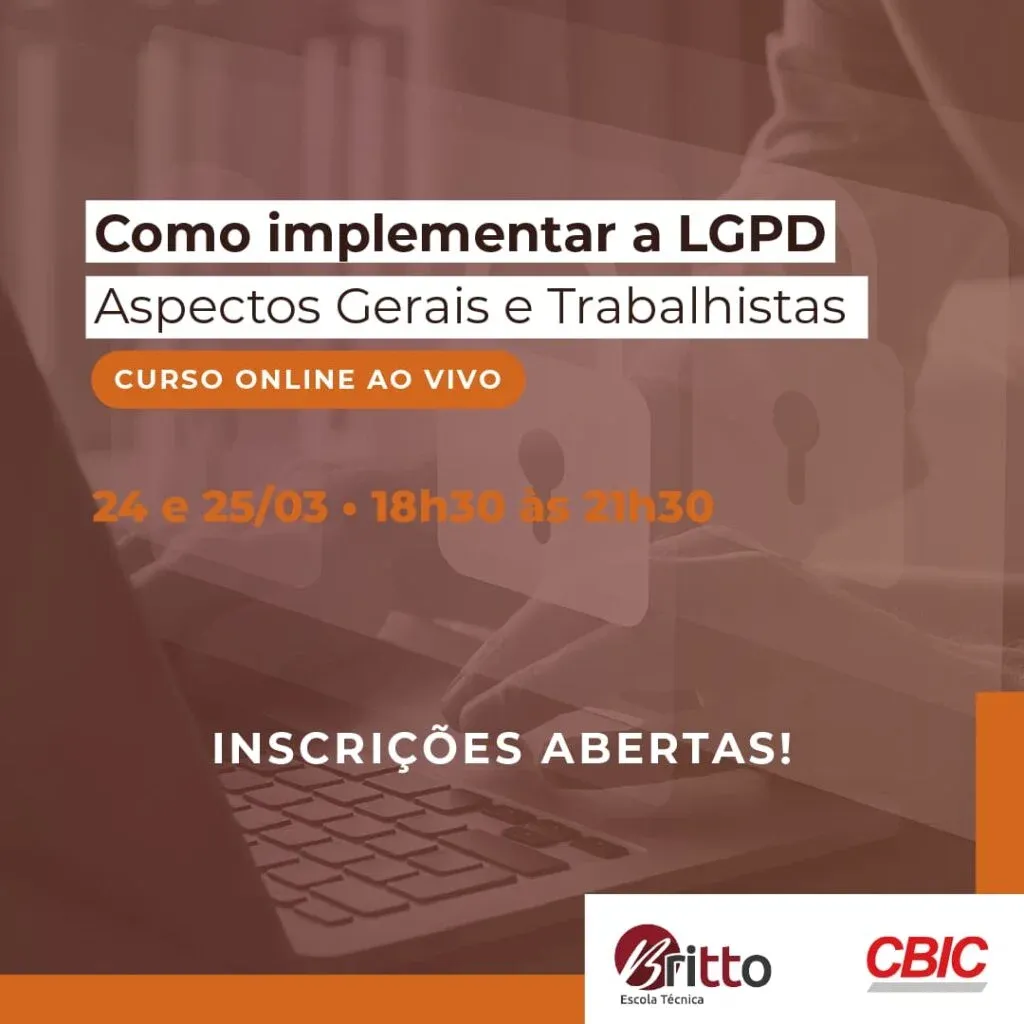 Como implementar a LGPD
Aspectos Gerais e Trabalhistas
CURSO ONLINE AO VIVO
24 e 25/03 • 18h30 às 21h30
INSCRIÇÕES ABERTAS!
Britto
Escola Técnica
CBIC